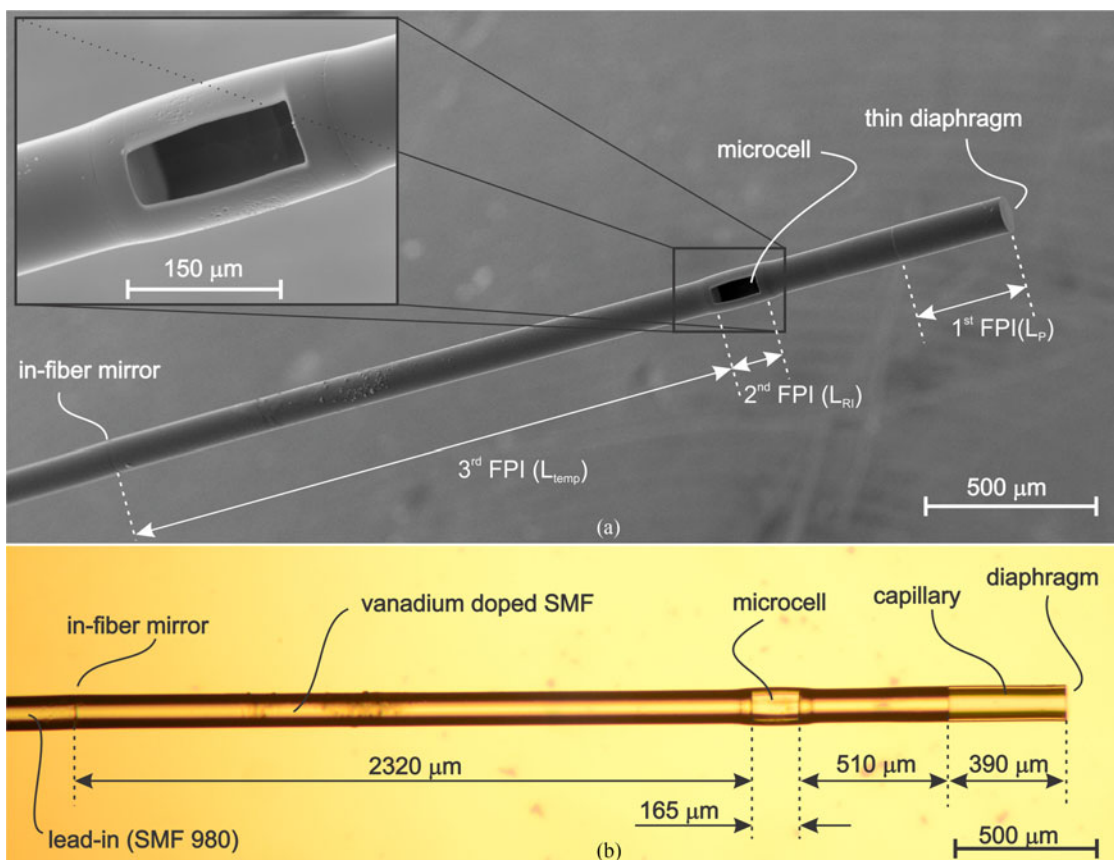 thin diaphragm
microcell
150 μm
1st FPI(LP)
in-fiber mirror
2nd FPI (LRI)
3rd FPI (Ltemp)
500 μm
(a)
diaphragm
vanadium doped SMF
microcell
capillary
in-fiber mirror
2320 μm
510 μm
390 μm
165 μm
lead-in (SMF 980)
(b)
500 μm